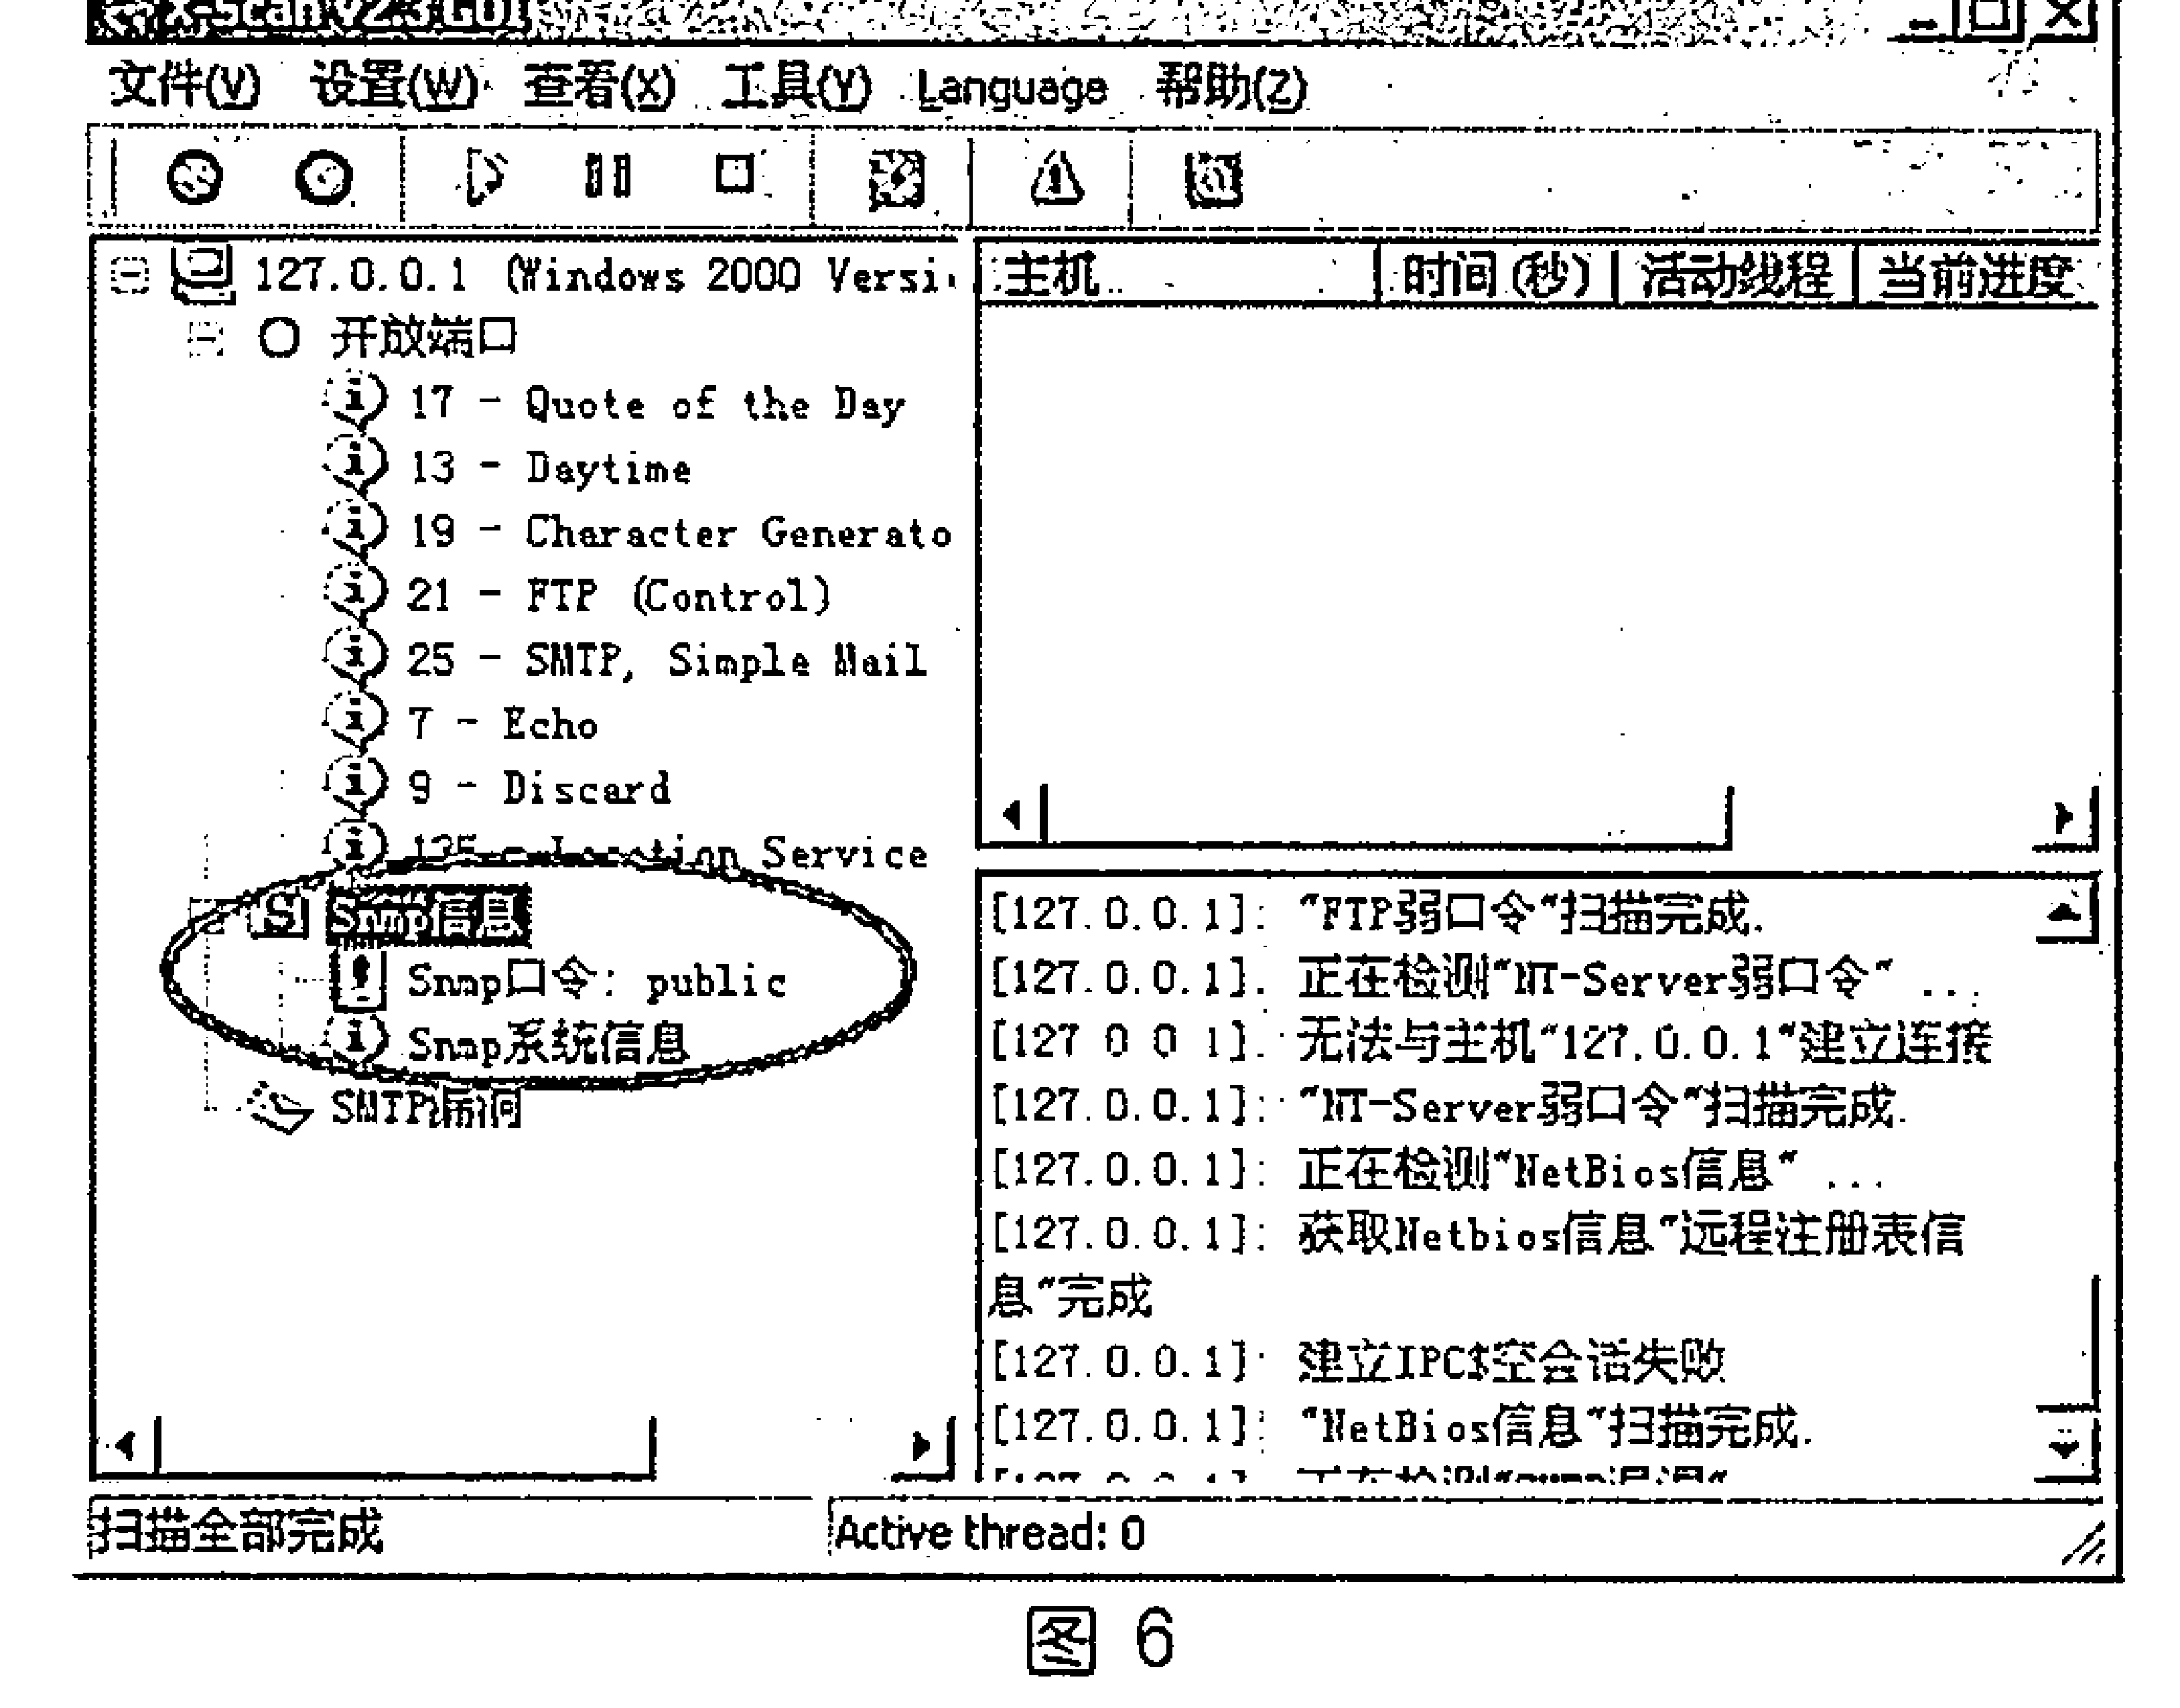 X-Scan v2.3 GUI
文件(V) 设置(W) 查看(X) 工具(Y) Language 帮助(Z)
127.0.0.1 (Windows 2000 Versi
开放端口
17 - Quote of the Day
13 - Daytime
19 - Character Generato
21 - FTP (Control)
25 - SMTP, Simple Mail
7 - Echo
9 - Discard
135 - Location Service
Snmp信息
Snmp口令: public
Snmp系统信息
SMTP漏洞
主机 时间(秒) 活动线程 当前进度
[127.0.0.1]: "FTP弱口令"扫描完成.
[127.0.0.1]: 正在检测"NT-Server弱口令" ...
[127.0.0.1]: 无法与主机"127.0.0.1"建立连接
[127.0.0.1]: "NT-Server弱口令"扫描完成.
[127.0.0.1]: 正在检测"NetBios信息" ...
[127.0.0.1]: 获取Netbios信息"远程注册表信
息"完成
[127.0.0.1]: 建立IPC$空会话失败
[127.0.0.1]: "NetBios信息"扫描完成.
扫描全部完成
Active thread: 0
图 6